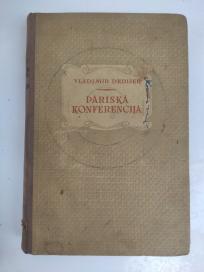 VLADIMIR DEDIJER
PARISKA
KONFERENCIJA